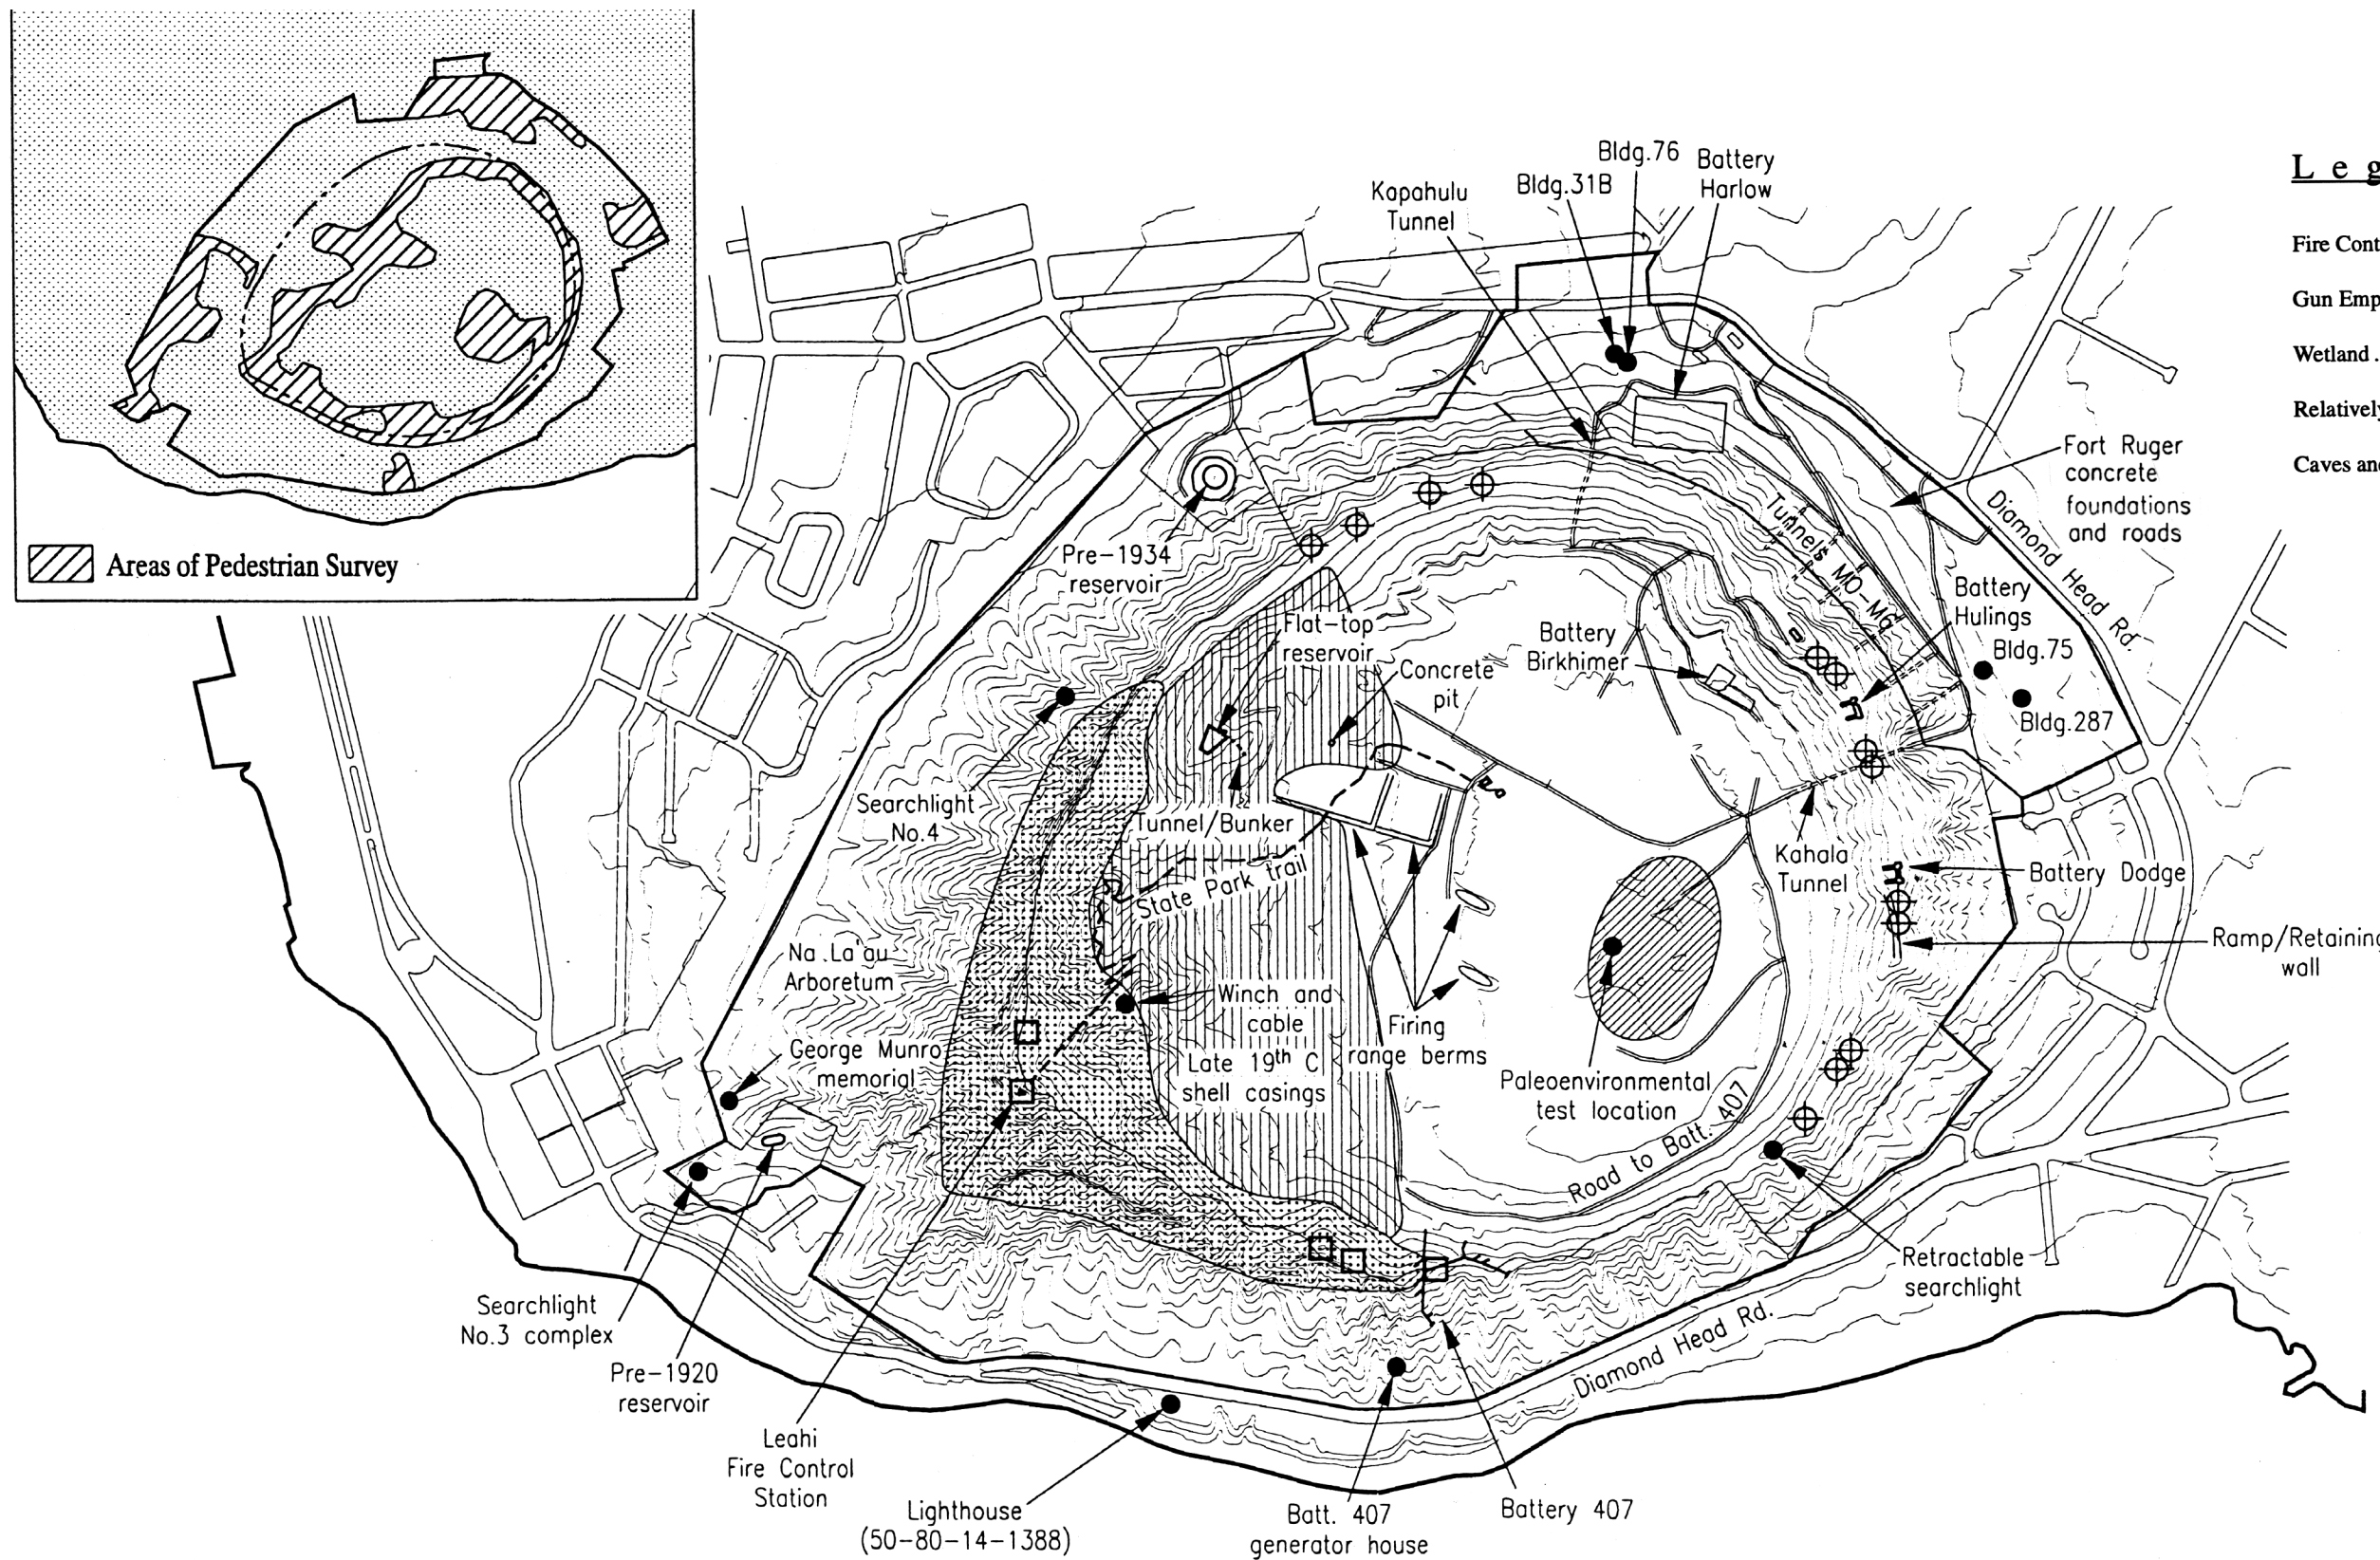 Areas of Pedestrian Survey
Bldg.76
Bldg.31B
Battery
Harlow
Kapahulu
Tunnel
L e g
Fire Cont
Gun Emp
Wetland .
Relatively
Caves and
Fort Ruger
concrete
foundations
and roads
Diamond Head Rd.
Tunnels MO-M6
Battery
Hulings
Bldg.75
Bldg.287
Pre-1934
reservoir
Flat-top
reservoir
Concrete
pit
Battery
Birkhimer
Searchlight
No.4
Tunnel/Bunker
State Park trail
Kahala
Tunnel
Battery Dodge
Ramp/Retaining
wall
Na La'au
Arboretum
George Munro
memorial
Winch and
cable
Late 19th C
shell casings
Firing
range berms
Paleoenvironmental
test location
Road to Batt. 407
Retractable
searchlight
Searchlight
No.3 complex
Pre-1920
reservoir
Leahi
Fire Control
Station
Lighthouse
(50-80-14-1388)
Batt. 407
generator house
Battery 407
Diamond Head Rd.